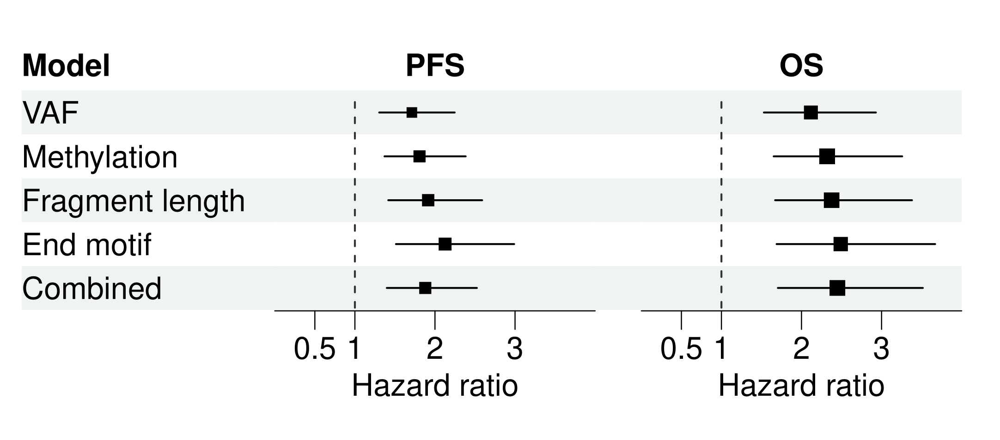 Model PFS OS
VAF
Methylation
Fragment length
End motif
Combined
0.5 1 2 3 0.5 1 2 3
Hazard ratio Hazard ratio